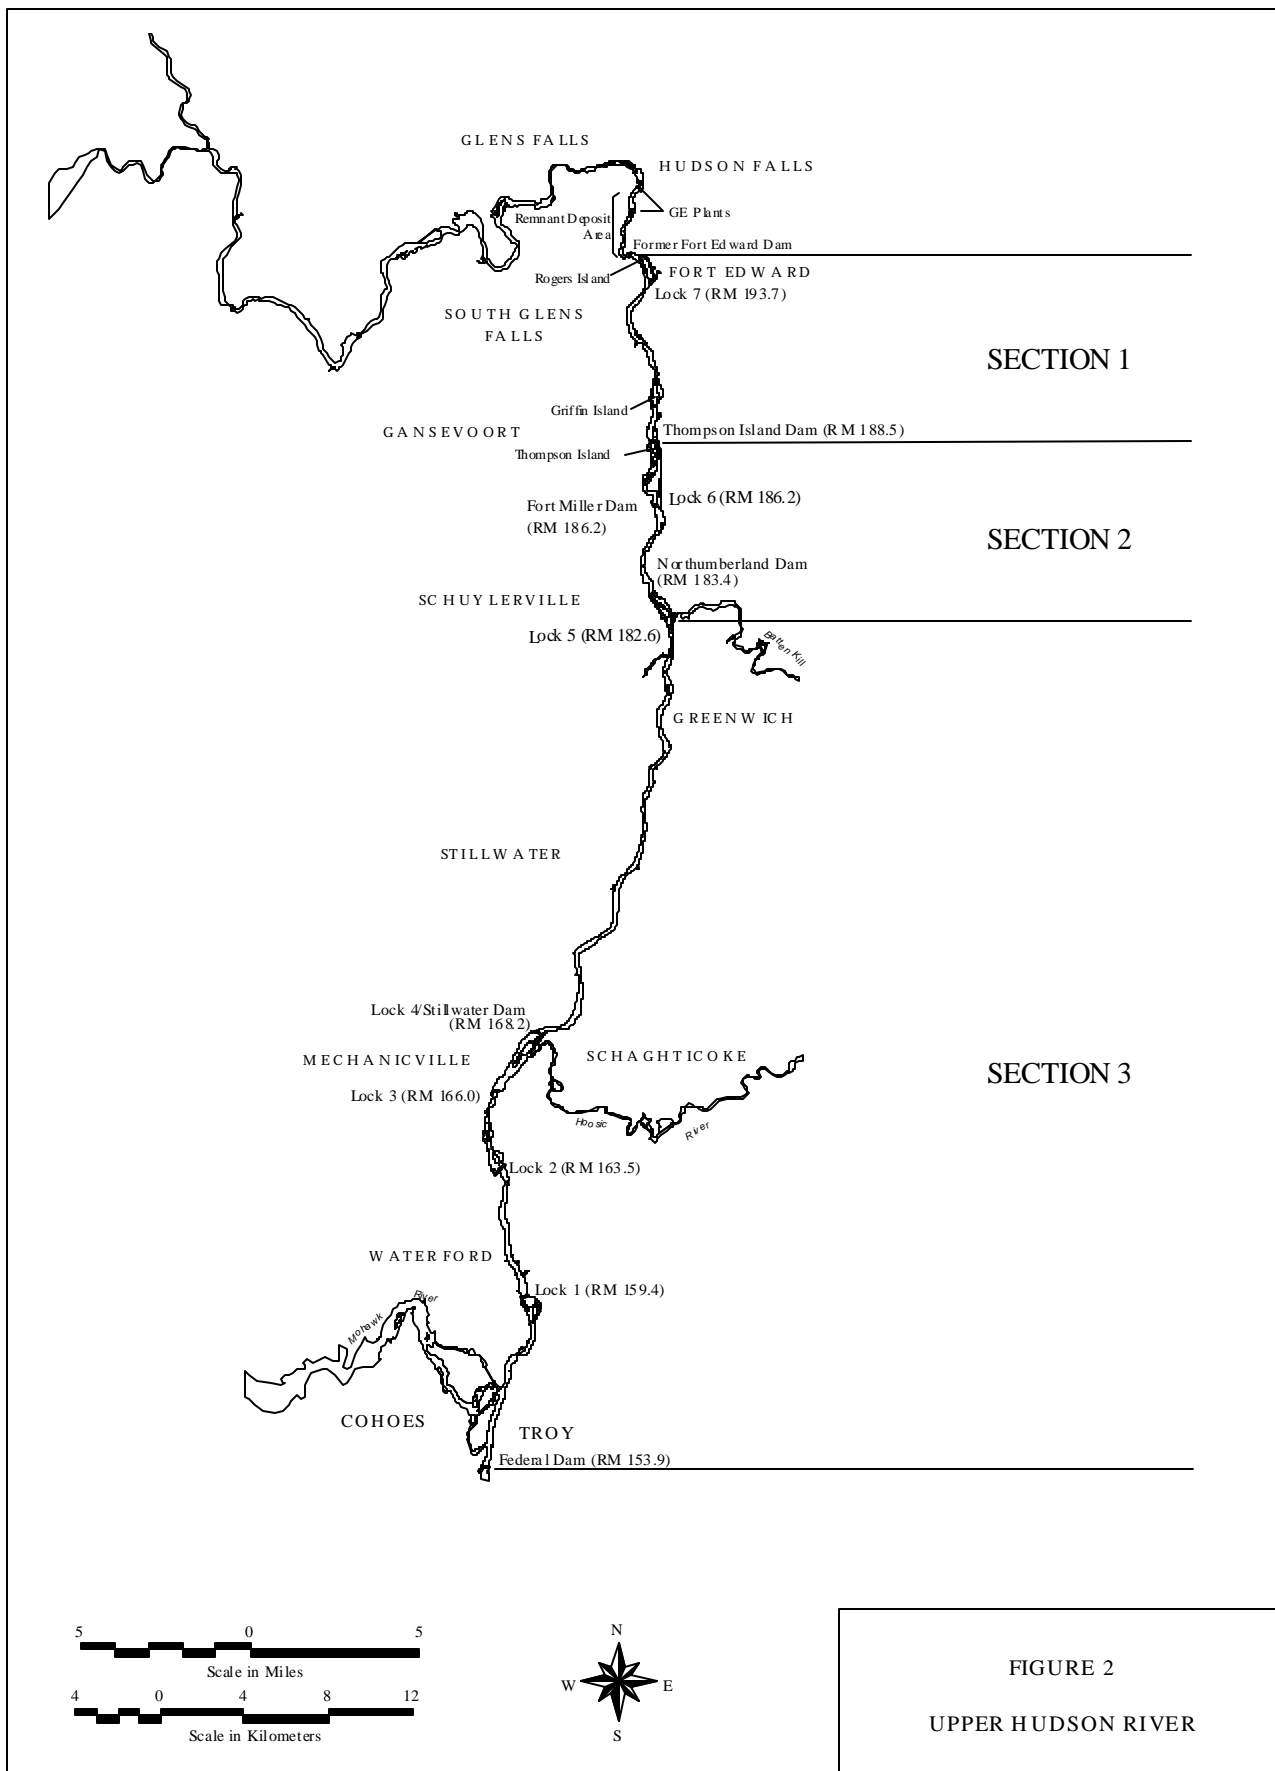 GLENS FALLS
HUDSON FALLS
Remnant Deposit
Area
GE Plants
Former Fort Edward Dam
Rogers Island
FORT EDWARD
Lock 7 (RM 193.7)
SOUTH GLENS
FALLS
SECTION 1
Griffin Island
GANSEVOORT
Thompson Island Dam (RM 188.5)
Thompson Island
Fort Miller Dam
(RM 186.2)
Lock 6 (RM 186.2)
SECTION 2
Northumberland Dam
(RM 183.4)
SCHUYLERVILLE
Lock 5 (RM 182.6)
Batten Kill
GREENWICH
STILLWATER
Lock 4/Stillwater Dam
(RM 168.2)
MECHANICVILLE
SCHAGHTICOKE
SECTION 3
Lock 3 (RM 166.0)
Hoosic River
Lock 2 (RM 163.5)
WATERFORD
Lock 1 (RM 159.4)
Mohawk River
COHOES
TROY
Federal Dam (RM 153.9)
5 0 5
Scale in Miles
4 0 4 8 12
Scale in Kilometers
N
W E
S
FIGURE 2
UPPER HUDSON RIVER